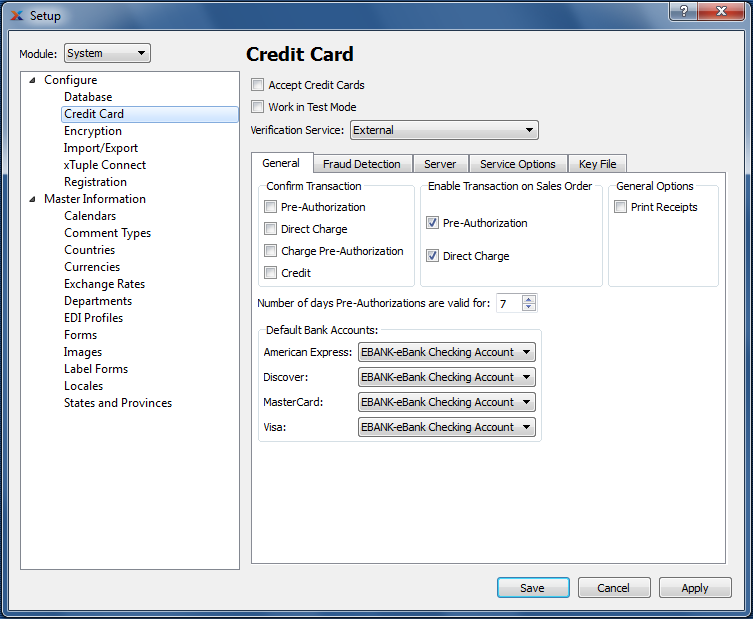 Setup
?
Module: System
Credit Card
Configure
Database
Credit Card
Encryption
Import/Export
xTuple Connect
Registration
Master Information
Calendars
Comment Types
Countries
Currencies
Exchange Rates
Departments
EDI Profiles
Forms
Images
Label Forms
Locales
States and Provinces
Accept Credit Cards
Work in Test Mode
Verification Service: External
General Fraud Detection Server Service Options Key File
Confirm Transaction
Pre-Authorization
Direct Charge
Charge Pre-Authorization
Credit
Enable Transaction on Sales Order
Pre-Authorization
Direct Charge
General Options
Print Receipts
Number of days Pre-Authorizations are valid for: 7
Default Bank Accounts:
American Express: EBANK-eBank Checking Account
Discover: EBANK-eBank Checking Account
MasterCard: EBANK-eBank Checking Account
Visa: EBANK-eBank Checking Account
Save Cancel Apply